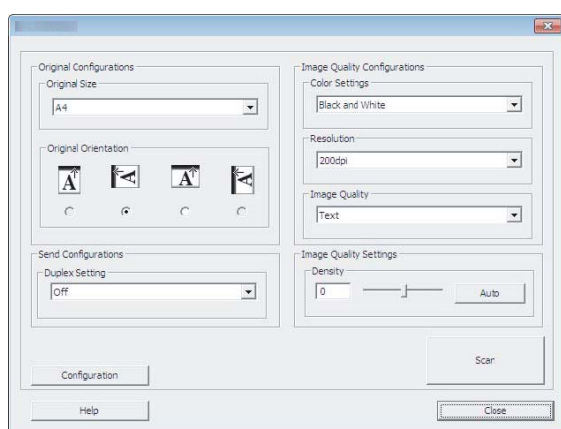 Original Configurations
Original Size
A4
Original Orientation
A A A A
Send Configurations
Duplex Setting
Off
Configuration
Help
Image Quality Configurations
Color Settings
Black and White
Resolution
200dpi
Image Quality
Text
Image Quality Settings
Density
0
Auto
Scan
Close